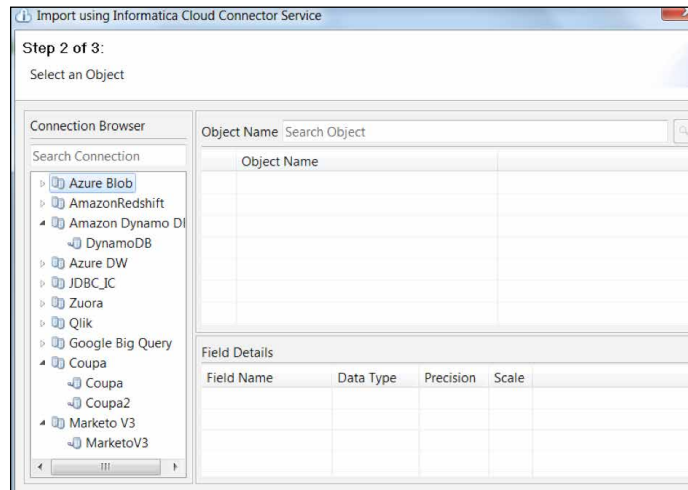 Import using Informatica Cloud Connector Service
Step 2 of 3:
Select an Object
Connection Browser
Search Connection
Azure Blob
AmazonRedshift
Amazon Dynamo
DynamoDB
Azure DW
JDBC_IC
Zuora
Qlik
Google Big Query
Coupa
Coupa
Coupa2
Marketo V3
MarketoV3
Object Name Search Object
Object Name
Field Details
Field Name Data Type Precision Scale